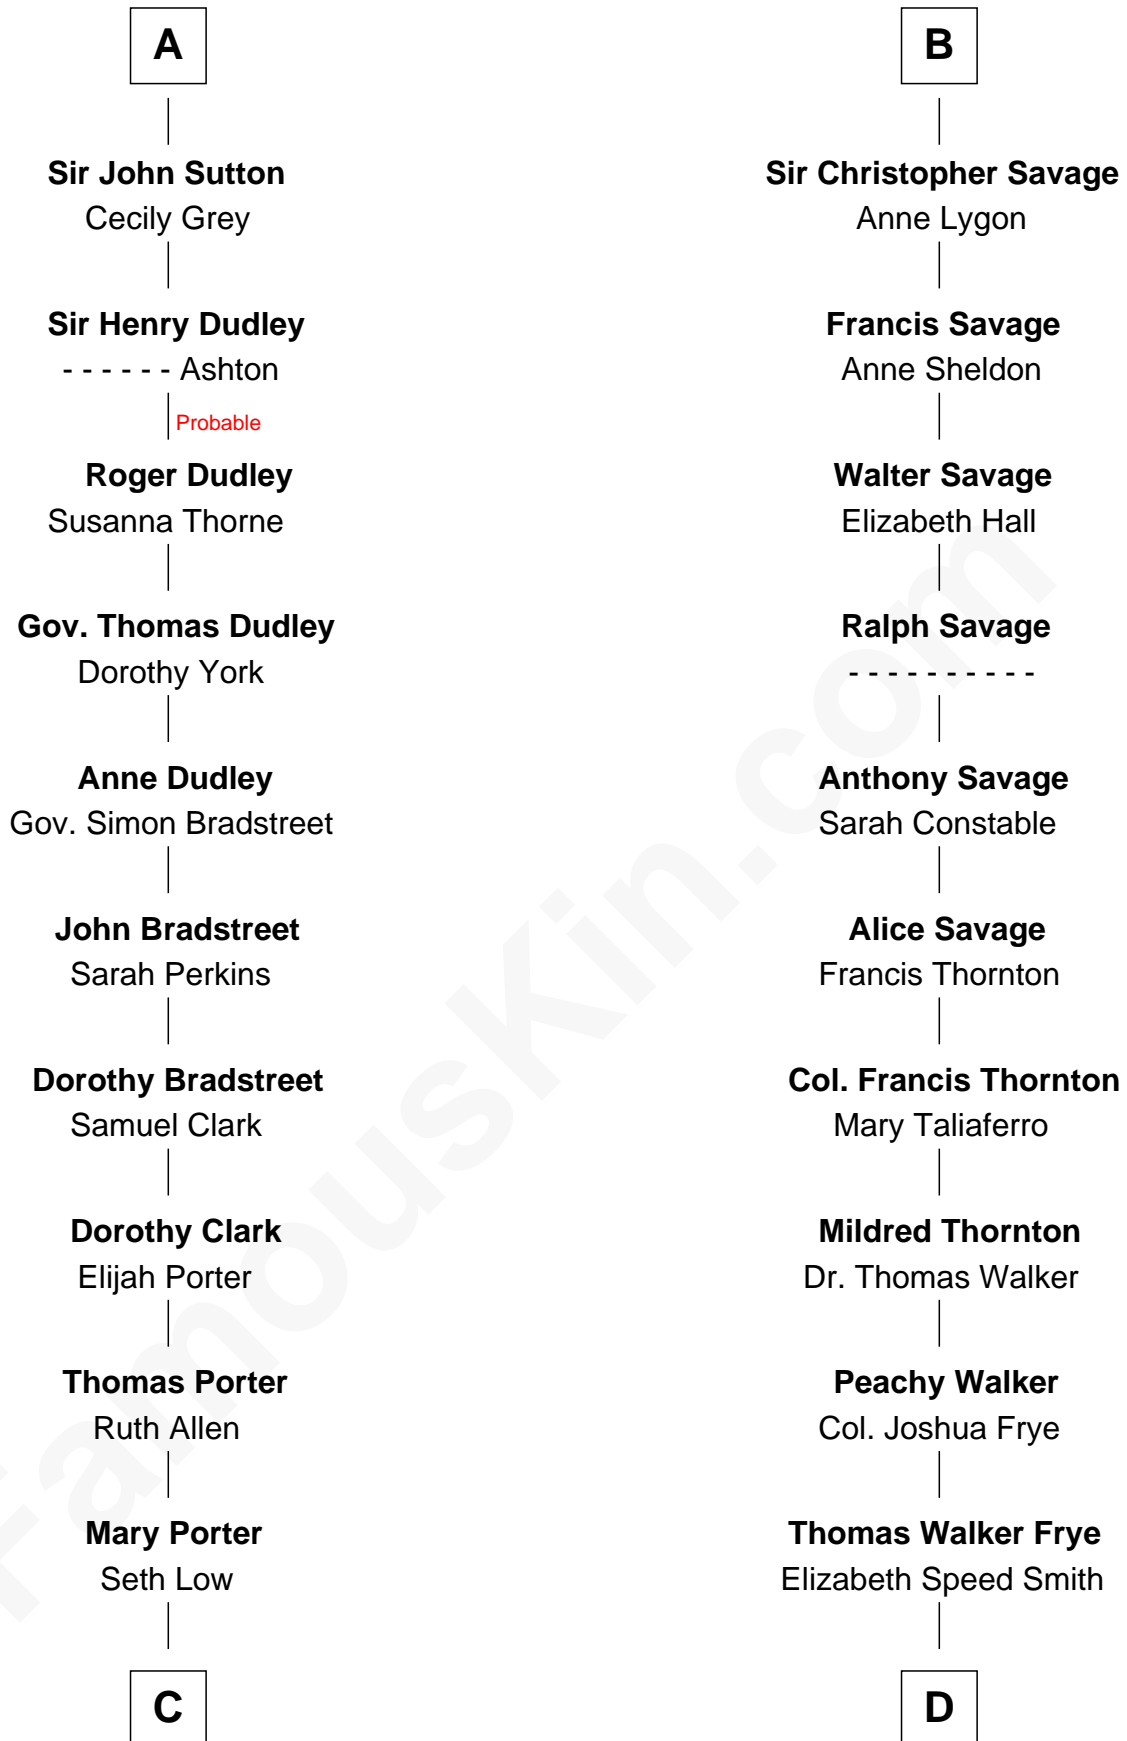 A
Sir John Sutton
Cecily Grey
Sir Henry Dudley
- - - - - - Ashton
Probable
Roger Dudley
Susanna Thorne
Gov. Thomas Dudley
Dorothy York
Anne Dudley
Gov. Simon Bradstreet
John Bradstreet
Sarah Perkins
Dorothy Bradstreet
Samuel Clark
Dorothy Clark
Elijah Porter
Thomas Porter
Ruth Allen
Mary Porter
Seth Low
C
B
Sir Christopher Savage
Anne Lygon
Francis Savage
Anne Sheldon
Walter Savage
Elizabeth Hall
Ralph Savage
- - - - - - - - - -
Anthony Savage
Sarah Constable
Alice Savage
Francis Thornton
Col. Francis Thornton
Mary Taliaferro
Mildred Thornton
Dr. Thomas Walker
Peachy Walker
Col. Joshua Frye
Thomas Walker Frye
Elizabeth Speed Smith
D
FamousKin.com